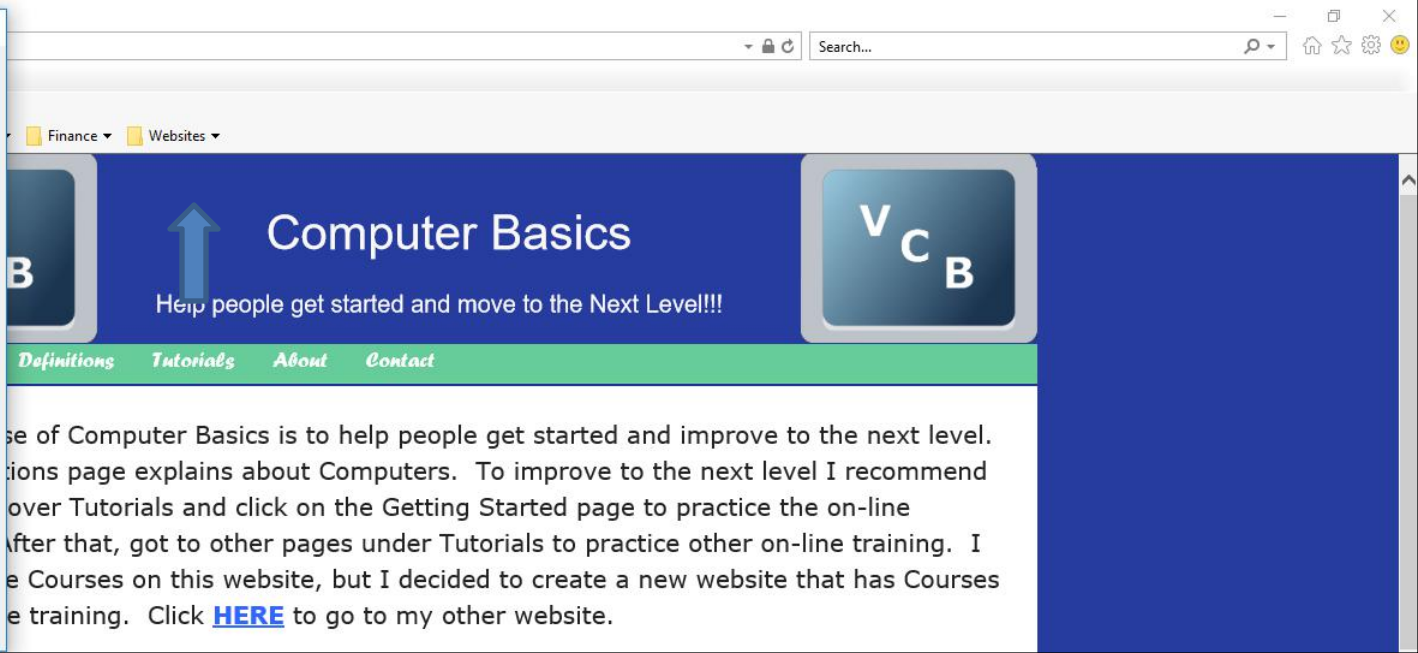 Search...
Finance Websites
Computer Basics
V
C
B
B
Help people get started and move to the Next Level!!!
Definitions Tutorials About Contact
of Computer Basics is to help people get started and improve to the next level.
page explains about Computers. To improve to the next level I recommend
over Tutorials and click on the Getting Started page to practice the on-line
After that, got to other pages under Tutorials to practice other on-line training. I
Courses on this website, but I decided to create a new website that has Courses
training. Click HERE to go to my other website.